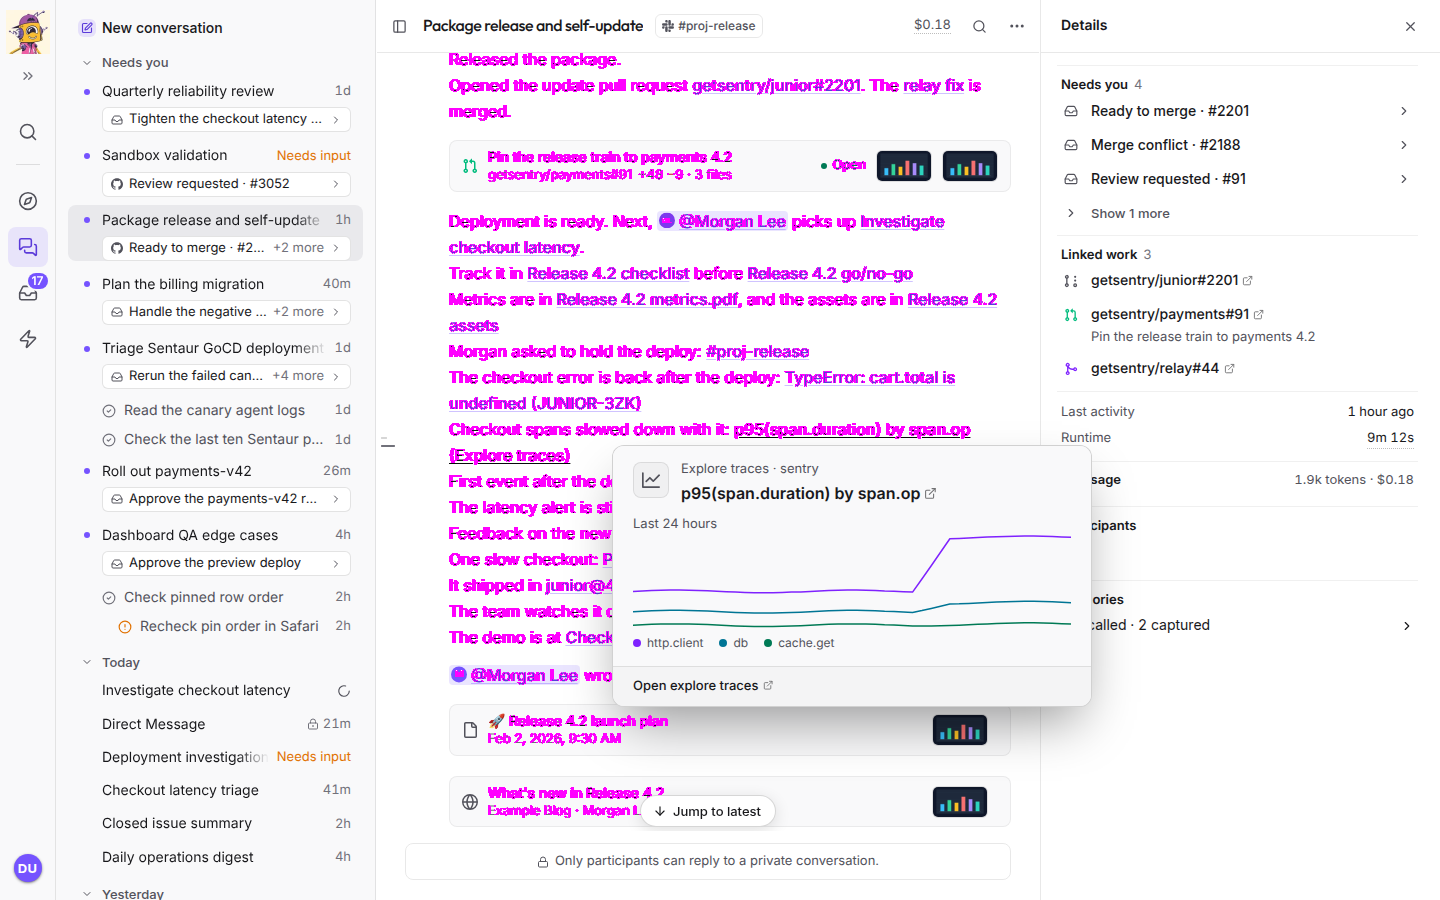 New conversation
Needs you
Quarterly reliability review 1d
Tighten the checkout latency ...
Sandbox validation Needs input
Review requested · #3052
Package release and self-update 1h
Ready to merge · #2... +2 more
Plan the billing migration 40m
Handle the negative ... +2 more
Triage Sentaur GoCD deployment 1d
Rerun the failed can... +4 more
Read the canary agent logs 1d
Check the last ten Sentaur p... 1d
Roll out payments-v42 26m
Approve the payments-v42 r...
Dashboard QA edge cases 4h
Approve the preview deploy
Check pinned row order 2h
Recheck pin order in Safari 2h
Today
Investigate checkout latency
Direct Message 21m
Deployment investigation Needs input
Checkout latency triage 41m
Closed issue summary 2h
Daily operations digest 4h
Yesterday
17
DU
Package release and self-update #proj-release $0.18
Released the package.
Opened the update pull request getsentry/junior#2201. The relay fix is
merged.
Pin the release train to payments 4.2
getsentry/payments#91 +48 −9 · 3 files
Open
Deployment is ready. Next, @Morgan Lee picks up Investigate
checkout latency.
Track it in Release 4.2 checklist before Release 4.2 go/no-go
Metrics are in Release 4.2 metrics.pdf, and the assets are in Release 4.2
assets
Morgan asked to hold the deploy: #proj-release
The checkout error is back after the deploy: TypeError: cart.total is
undefined (JUNIOR-3ZK)
Checkout spans slowed down with it: p95(span.duration) by span.op
(Explore traces)
First event after the de
The latency alert is sti
Feedback on the new
One slow checkout: P
It shipped in junior@4
The team watches it o
The demo is at Check
@Morgan Lee wro
Explore traces · sentry
p95(span.duration) by span.op
Last 24 hours
http.client db cache.get
Open explore traces
🚀 Release 4.2 launch plan
Feb 2, 2026, 9:30 AM
What's new in Release 4.2
Example Blog · Morgan L
Jump to latest
Only participants can reply to a private conversation.
Details
Needs you 4
Ready to merge · #2201
Merge conflict · #2188
Review requested · #91
Show 1 more
Linked work 3
getsentry/junior#2201
getsentry/payments#91
Pin the release train to payments 4.2
getsentry/relay#44
Last activity 1 hour ago
Runtime 9m 12s
sage 1.9k tokens · $0.18
cipants
ories
called · 2 captured